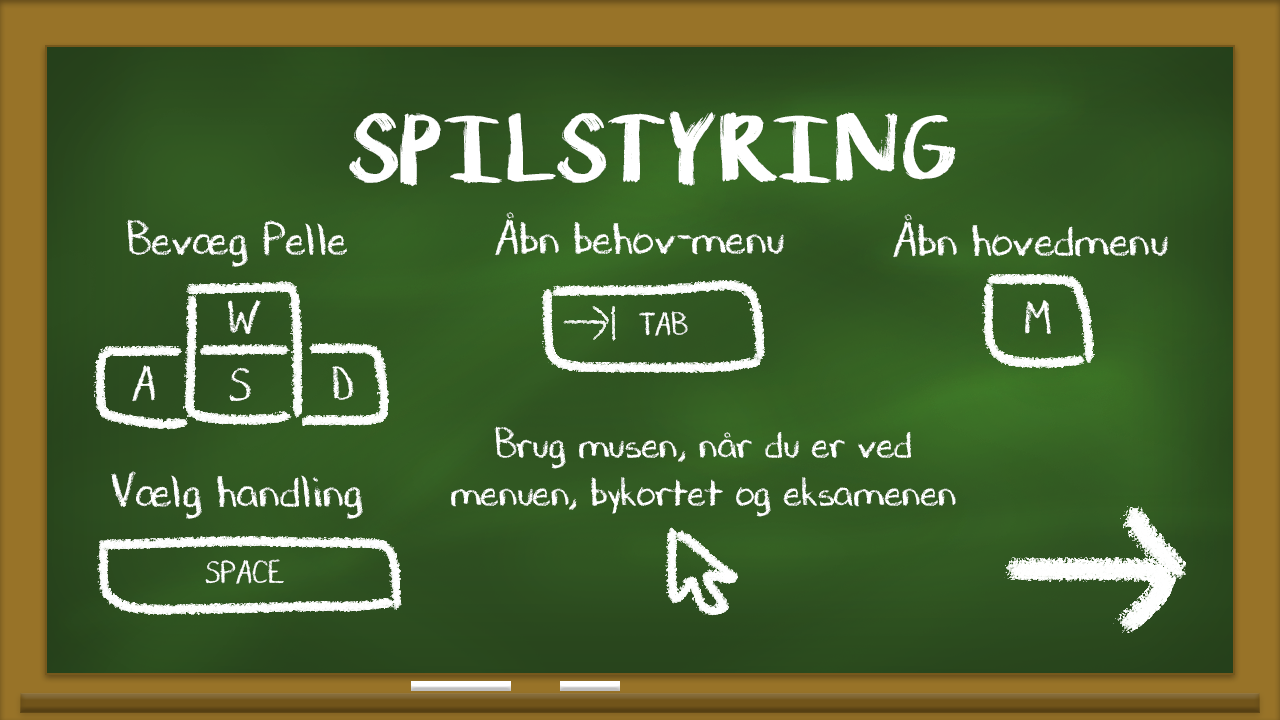 SPILSTYRING
Bevæg Pelle
W
A S D
Vælg handling
SPACE
Åbn behov-menu
TAB
Åbn hovedmenu
M
Brug musen, når du er ved
menuen, bykortet og eksamenen